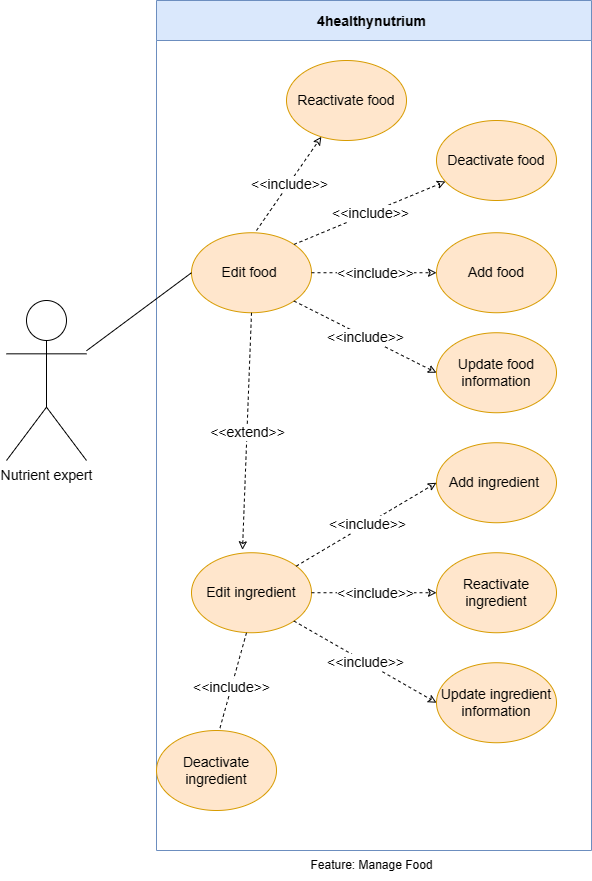 4healthynutrium
Reactivate food
Deactivate food
<<include>>
<<include>>
Edit food
<<include>>
Add food
<<include>>
Update food
information
<<extend>>
Nutrient expert
Add ingredient
<<include>>
Edit ingredient
<<include>>
Reactivate
ingredient
<<include>>
Update ingredient
information
<<include>>
Deactivate
ingredient
Feature: Manage Food